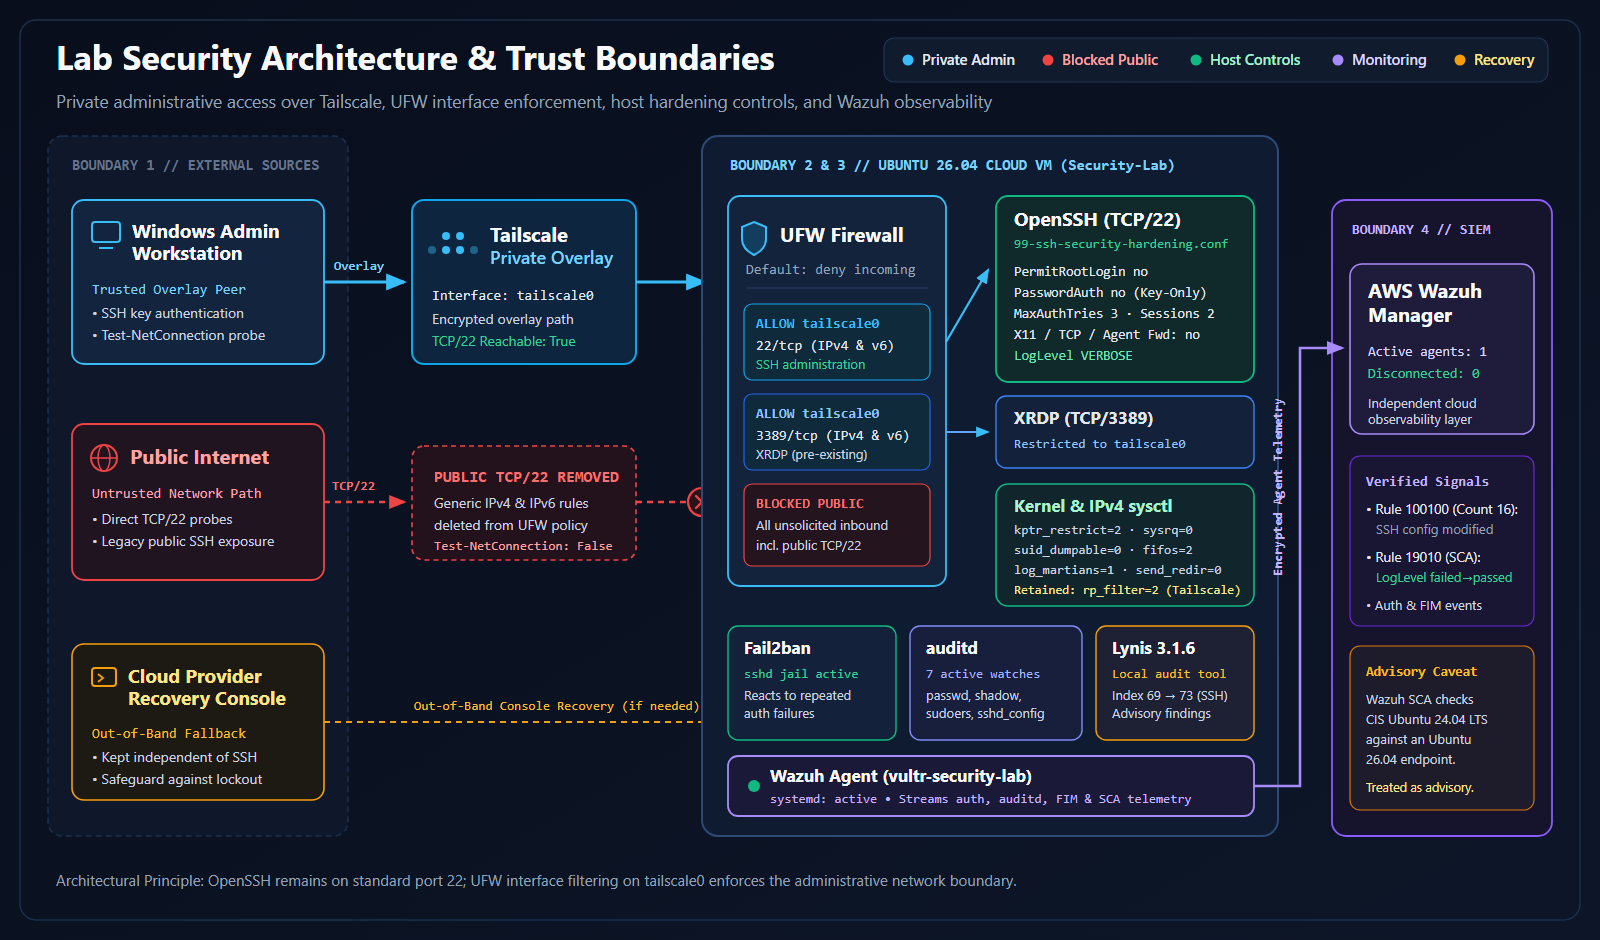 Lab Security Architecture & Trust Boundaries
Private administrative access over Tailscale, UFW interface enforcement, host hardening controls, and Wazuh observability
Private Admin
Blocked Public
Host Controls
Monitoring
Recovery
BOUNDARY 1 // EXTERNAL SOURCES
Windows Admin
Workstation
Trusted Overlay Peer
• SSH key authentication
• Test-NetConnection probe
Overlay
Tailscale
Private Overlay
Interface: tailscale0
Encrypted overlay path
TCP/22 Reachable: True
Public Internet
Untrusted Network Path
• Direct TCP/22 probes
• Legacy public SSH exposure
TCP/22
PUBLIC TCP/22 REMOVED
Generic IPv4 & IPv6 rules
deleted from UFW policy
Test-NetConnection: False
Cloud Provider
Recovery Console
Out-of-Band Fallback
• Kept independent of SSH
• Safeguard against lockout
Out-of-Band Console Recovery (if needed)
BOUNDARY 2 & 3 // UBUNTU 26.04 CLOUD VM (Security-Lab)
UFW Firewall
Default: deny incoming
ALLOW tailscale0
22/tcp (IPv4 & v6)
SSH administration
ALLOW tailscale0
3389/tcp (IPv4 & v6)
XRDP (pre-existing)
BLOCKED PUBLIC
All unsolicited inbound
incl. public TCP/22
OpenSSH (TCP/22)
99-ssh-security-hardening.conf
PermitRootLogin no
PasswordAuth no (Key-Only)
MaxAuthTries 3 · Sessions 2
X11 / TCP / Agent Fwd: no
LogLevel VERBOSE
XRDP (TCP/3389)
Restricted to tailscale0
Kernel & IPv4 sysctl
kptr_restrict=2 · sysrq=0
suid_dumpable=0 · fifos=2
log_martians=1 · send_redir=0
Retained: rp_filter=2 (Tailscale)
Fail2ban
sshd jail active
Reacts to repeated
auth failures
auditd
7 active watches
passwd, shadow,
sudoers, sshd_config
Lynis 3.1.6
Local audit tool
Index 69 → 73 (SSH)
Advisory findings
Wazuh Agent (vultr-security-lab)
systemd: active • Streams auth, auditd, FIM & SCA telemetry
Encrypted Agent Telemetry
BOUNDARY 4 // SIEM
AWS Wazuh
Manager
Active agents: 1
Disconnected: 0
Independent cloud
observability layer
Verified Signals
• Rule 100100 (Count 16):
SSH config modified
• Rule 19010 (SCA):
LogLevel failed→passed
• Auth & FIM events
Advisory Caveat
Wazuh SCA checks
CIS Ubuntu 24.04 LTS
against an Ubuntu
26.04 endpoint.
Treated as advisory.
Architectural Principle: OpenSSH remains on standard port 22; UFW interface filtering on tailscale0 enforces the administrative network boundary.